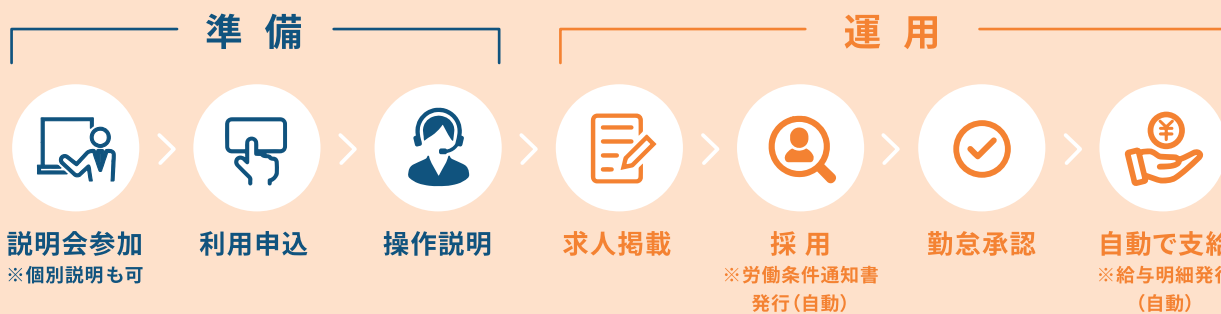 準 備
説明会参加
※個別説明も可
利用申込
操作説明
運 用
求人掲載
採 用
※労働条件通知書
発行（自動）
勤怠承認
自動で支給
※給与明細発行
（自動）